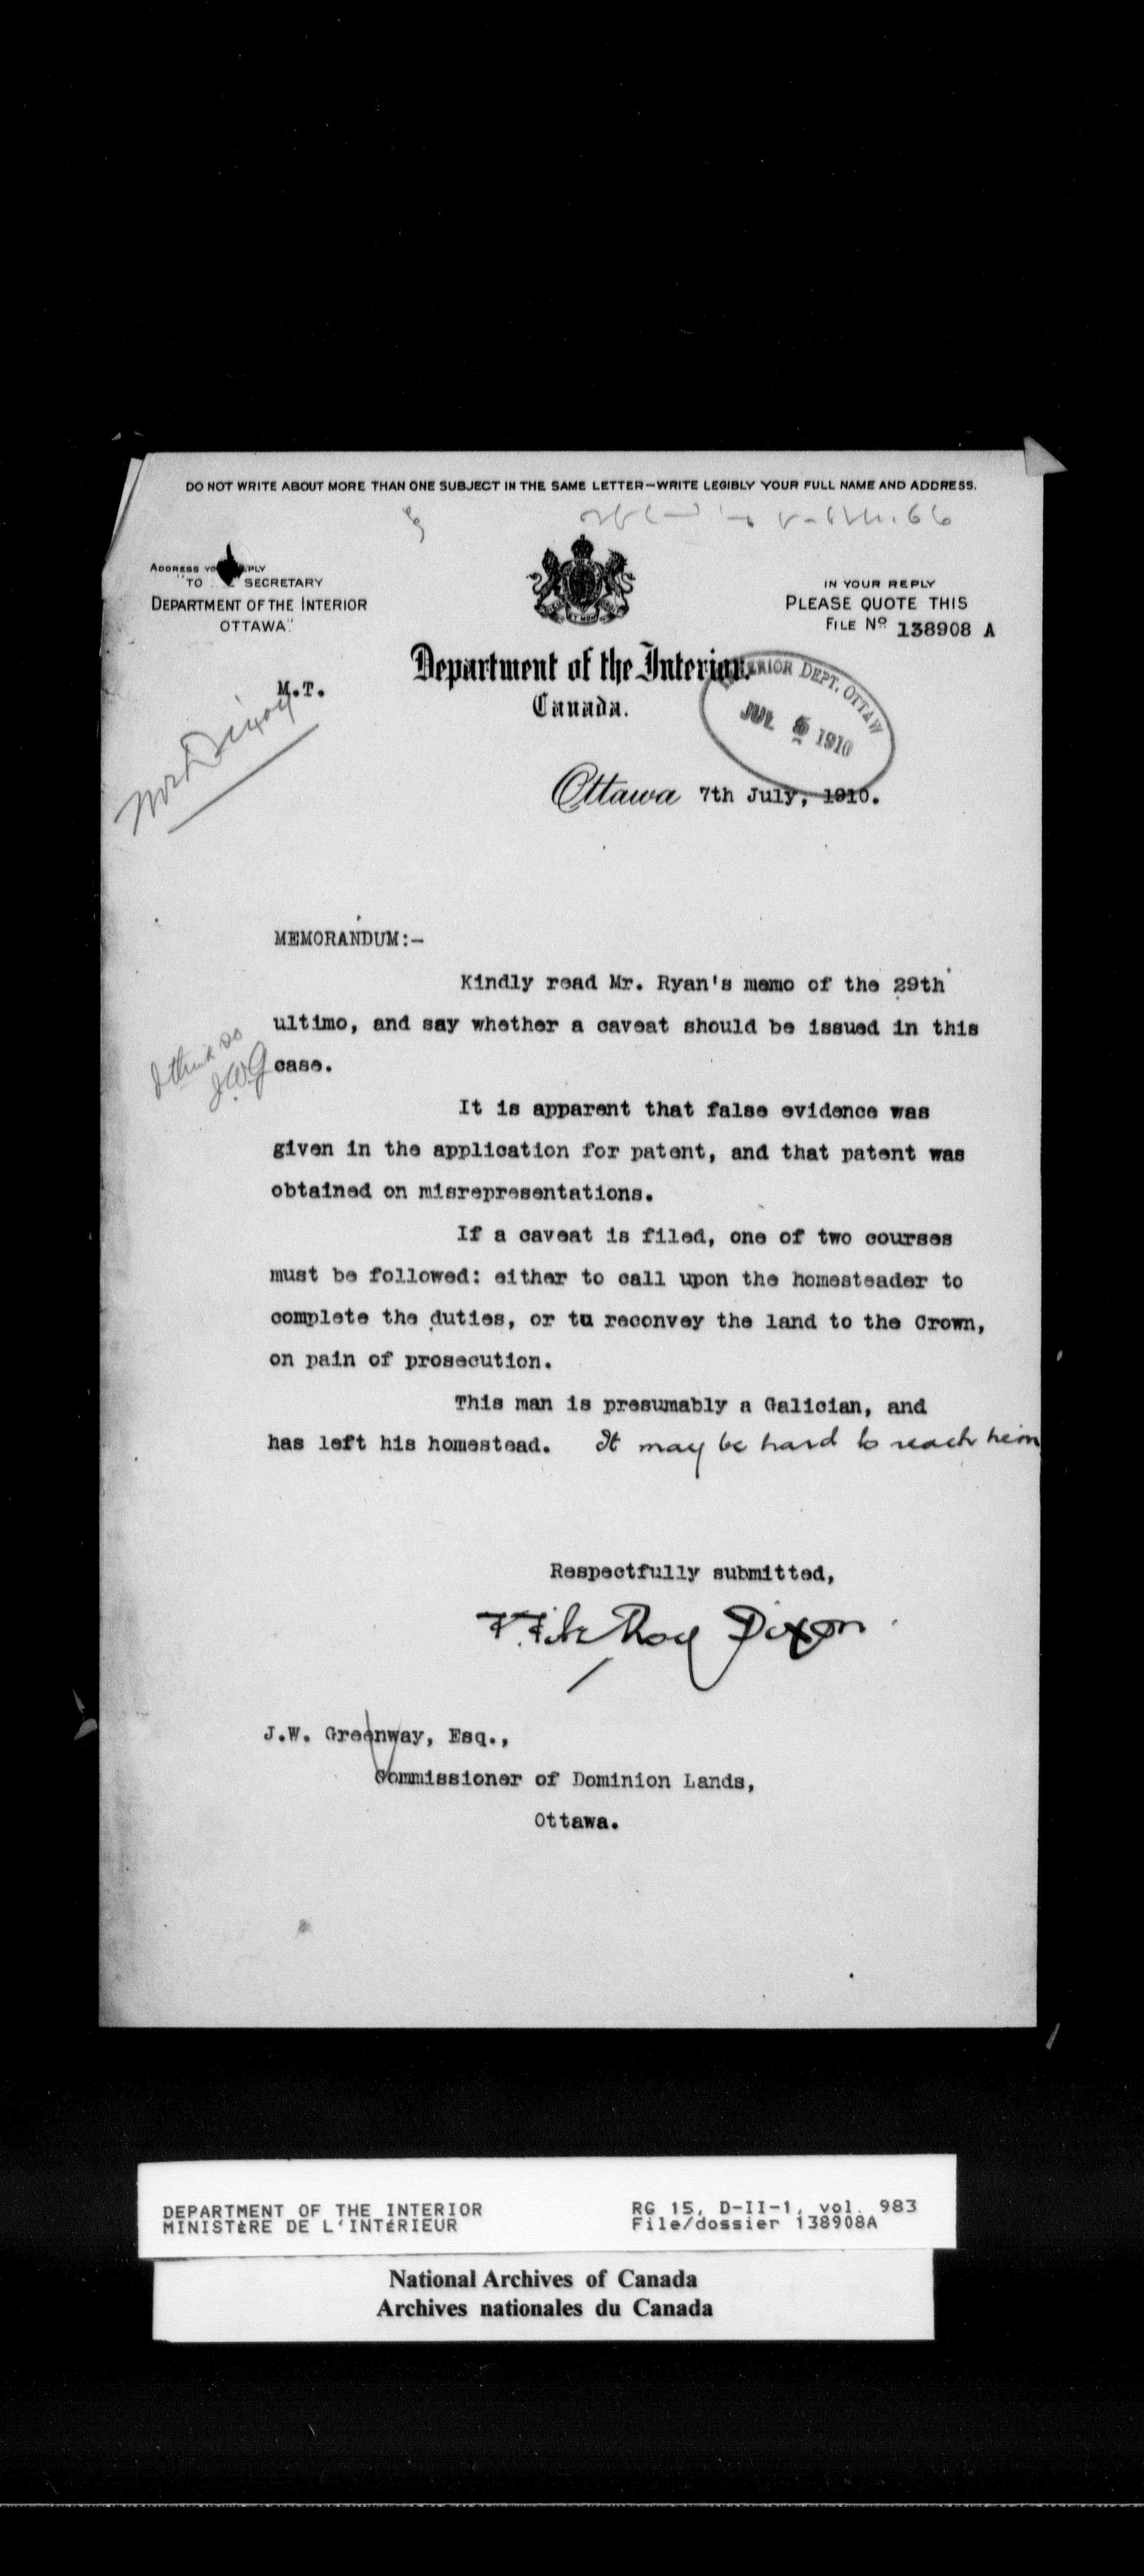 DO NOT WRITE ABOUT MORE THAN ONE SUBJECT IN THE SAME LETTER—WRITE LEGIBLY YOUR FULL NAME AND ADDRESS.
ADDRESS
"TO SECRETARY
DEPARTMENT OF THE INTERIOR
OTTAWA."
IN YOUR REPLY
PLEASE QUOTE THIS
FILE No 138908 A
Department of the Interior.
Canada.
M.T.
Mr Dixon
INTERIOR DEPT. OTTAWA
JUL 1910
Ottawa 7th July, 1910.
MEMORANDUM:-
Kindly read Mr. Ryan's memo of the 29th
ultimo, and say whether a caveat should be issued in this
case.
I think so
J.W.G
It is apparent that false evidence was
given in the application for patent, and that patent was
obtained on misrepresentations.
If a caveat is filed, one of two courses
must be followed: either to call upon the homesteader to
complete the duties, or to reconvey the land to the Crown,
on pain of prosecution.
This man is presumably a Galician, and
has left his homestead. It may be hard to reach him
Respectfully submitted,
F. FitzRoy Dixon
J.W. Greenway, Esq.,
Commissioner of Dominion Lands,
Ottawa.
DEPARTMENT OF THE INTERIOR
MINISTèRE DE L'INTéRIEUR
RG 15, D-II-1, vol. 983
File/dossier 138908A
National Archives of Canada
Archives nationales du Canada